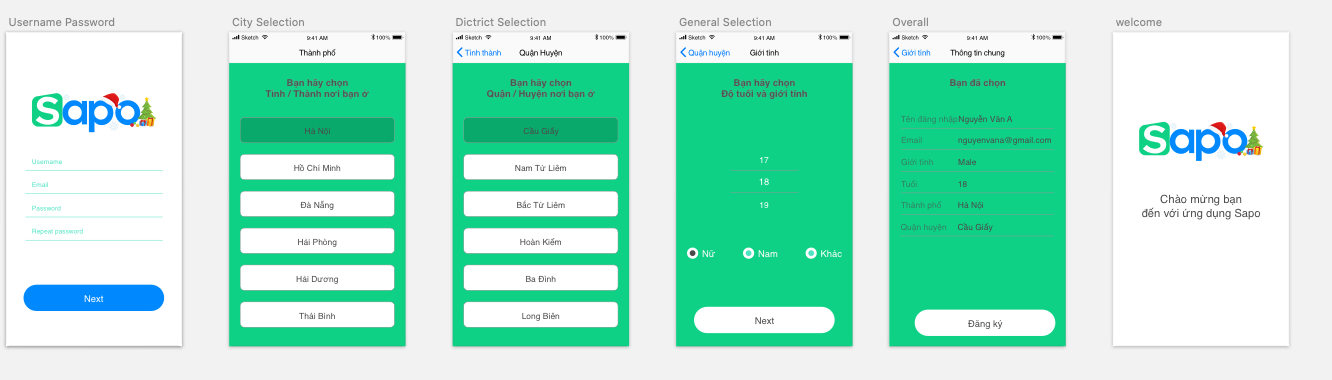 Username Password
Sapo
Username
Email
Password
Repeat password
Next
City Selection
Sketch
9:41 AM
100%
Thành phố
Bạn hãy chọn
Tỉnh / Thành nơi bạn ở
Hà Nội
Hồ Chí Minh
Đà Nẵng
Hải Phòng
Hải Dương
Thái Bình
Dictrict Selection
Sketch
9:41 AM
100%
Tỉnh thành
Quận Huyện
Bạn hãy chọn
Quận / Huyện nơi bạn ở
Cầu Giấy
Nam Từ Liêm
Bắc Từ Liêm
Hoàn Kiếm
Ba Đình
Long Biên
General Selection
Sketch
9:41 AM
100%
Quận huyện
Giới tính
Bạn hãy chọn
Độ tuổi và giới tính
17
18
19
Nữ
Nam
Khác
Next
Overall
Sketch
9:41 AM
100%
Giới tính
Thông tin chung
Bạn đã chọn
Tên đăng nhập Nguyễn Văn A
Email nguyenvana@gmail.com
Giới tính Male
Tuổi 18
Thành phố Hà Nội
Quận huyện Cầu Giấy
Đăng ký
welcome
Sapo
Chào mừng bạn
đến với ứng dụng Sapo